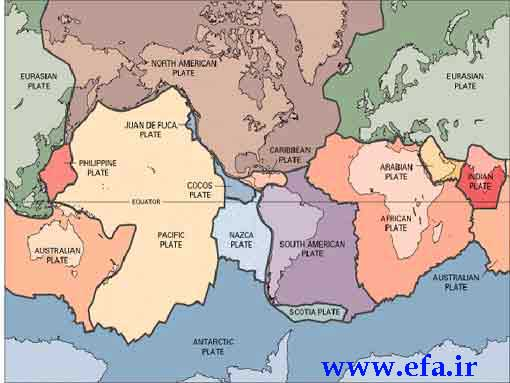 NORTH AMERICAN
PLATE
EURASIAN
PLATE
EURASIAN
PLATE
JUAN DE FUCA
PLATE
CARIBBEAN
PLATE
PHILIPPINE
PLATE
ARABIAN
PLATE
INDIAN
PLATE
COCOS
PLATE
EQUATOR
AUSTRALIAN
PLATE
PACIFIC
PLATE
NAZCA
PLATE
SOUTH AMERICAN
PLATE
AFRICAN
PLATE
AUSTRALIAN
PLATE
SCOTIA PLATE
ANTARCTIC
PLATE
www.efa.ir